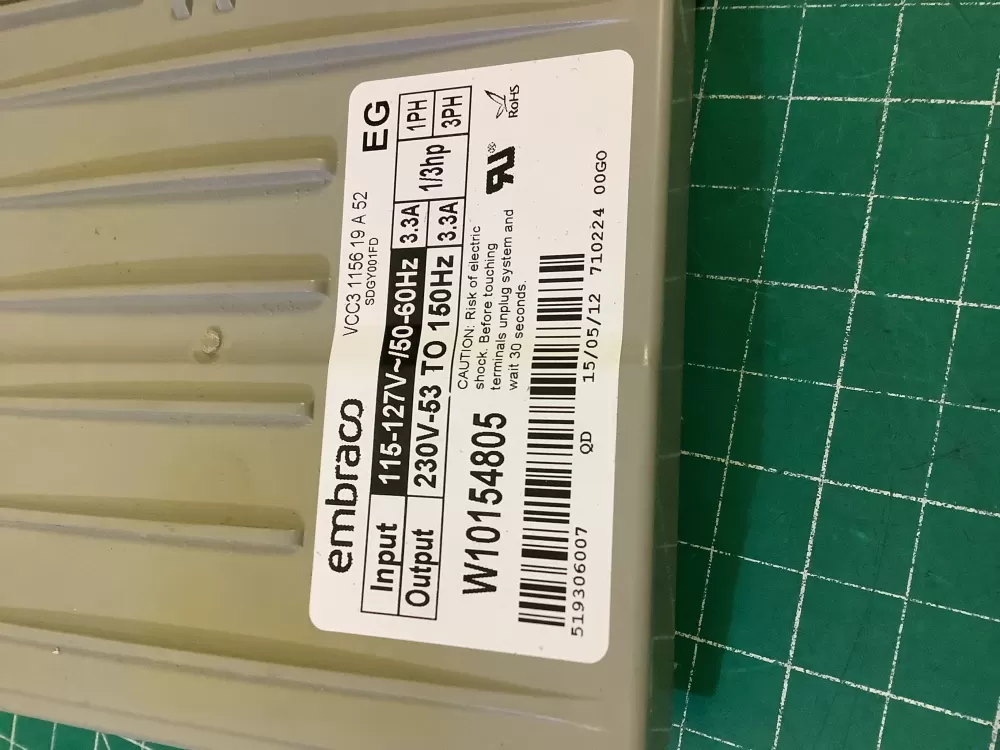 embraco VCC3 1156 19 A 52 EG
SDGY001FD
Input 115-127V~/50-60Hz 3.3A 1/3hp 1PH
Output 230V-53 TO 150Hz 3.3A 3PH
W10154805
CAUTION: Risk of electric
shock. Before touching
terminals unplug system and
wait 30 seconds.
RU®
RoHS
519306007 QD 15/05/12 710224 00GO